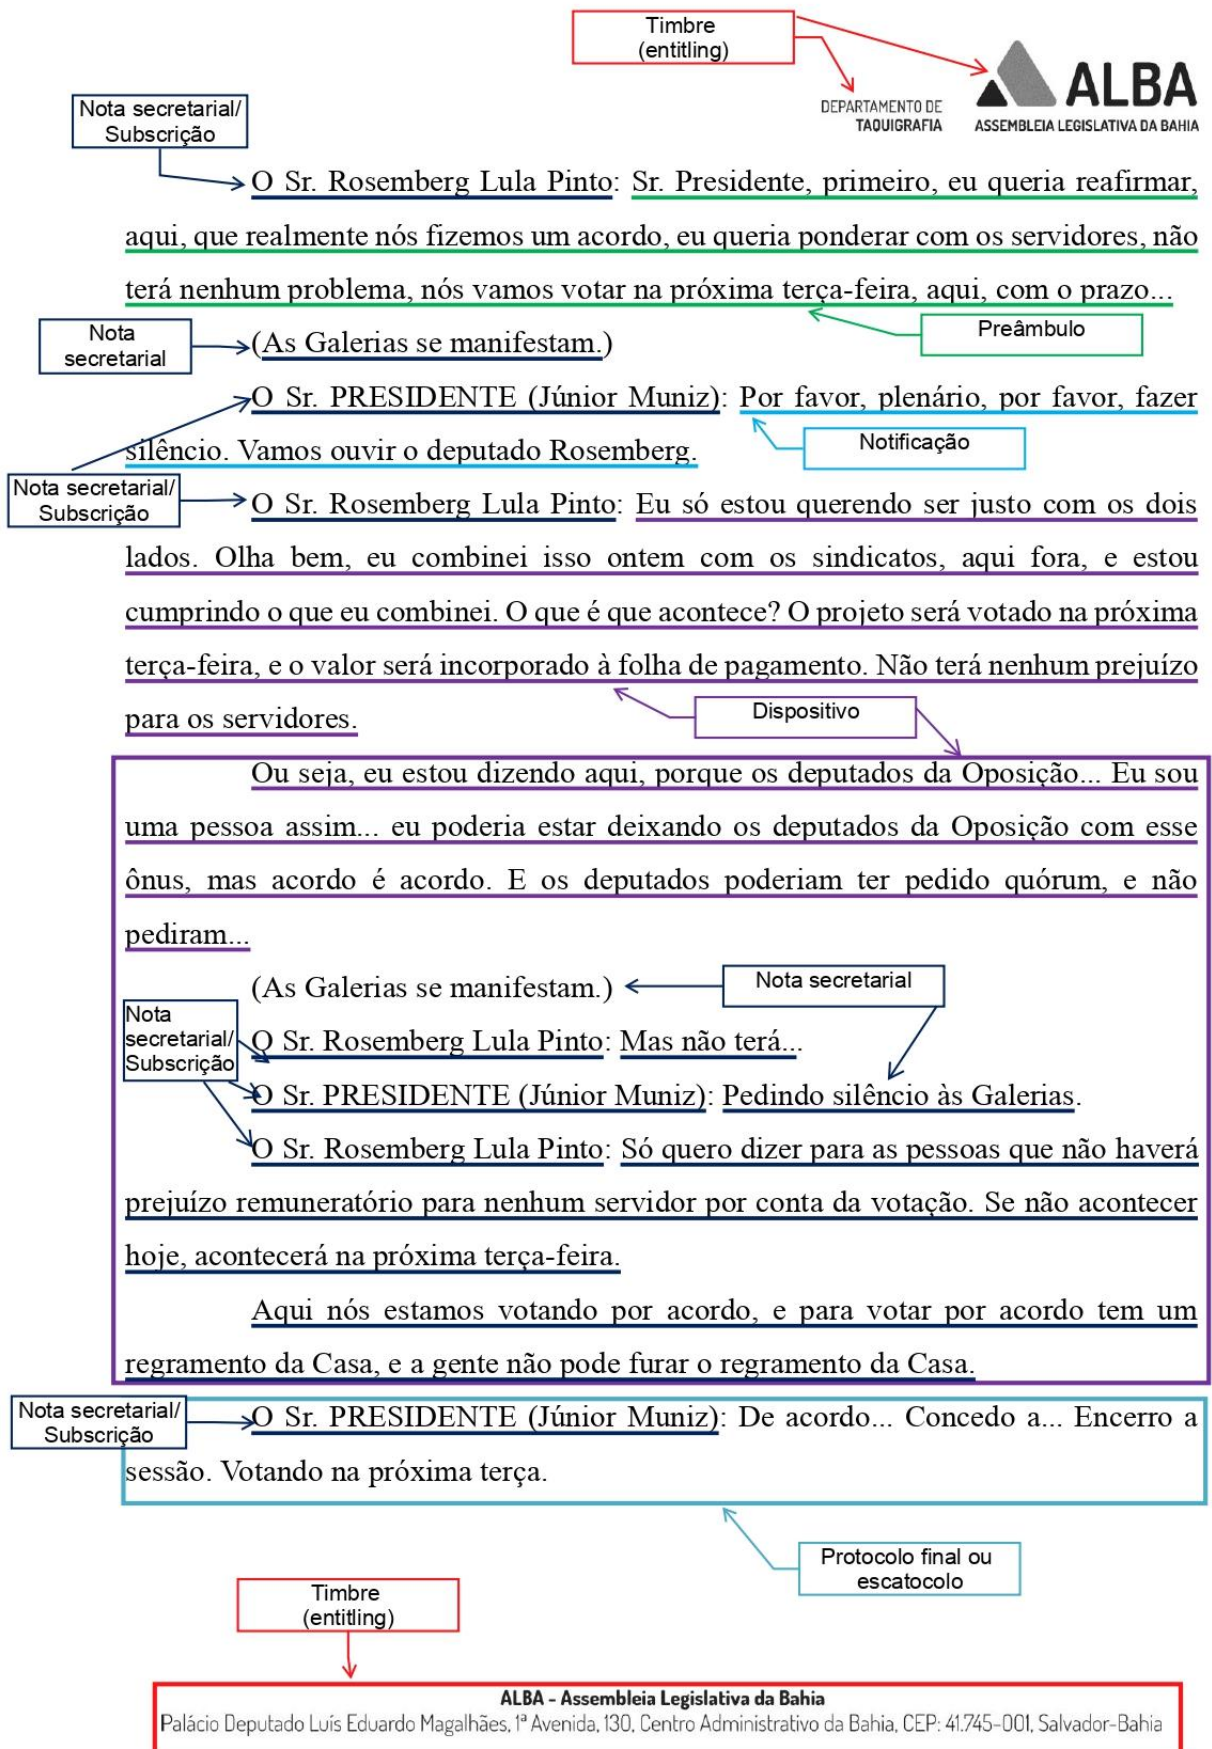 Timbre
(entitling)
ALBA
DEPARTAMENTO DE
TAQUIGRAFIA
ASSEMBLEIA LEGISLATIVA DA BAHIA
Nota secretarial/
Subscrição
O Sr. Rosemberg Lula Pinto: Sr. Presidente, primeiro, eu queria reafirmar,
aqui, que realmente nós fizemos um acordo, eu queria ponderar com os servidores, não
terá nenhum problema, nós vamos votar na próxima terça-feira, aqui, com o prazo...
Preâmbulo
Nota
secretarial
(As Galerias se manifestam.)
O Sr. PRESIDENTE (Júnior Muniz): Por favor, plenário, por favor, fazer
silêncio. Vamos ouvir o deputado Rosemberg.
Notificação
Nota secretarial/
Subscrição
O Sr. Rosemberg Lula Pinto: Eu só estou querendo ser justo com os dois
lados. Olha bem, eu combinei isso ontem com os sindicatos, aqui fora, e estou
cumprindo o que eu combinei. O que é que acontece? O projeto será votado na próxima
terça-feira, e o valor será incorporado à folha de pagamento. Não terá nenhum prejuízo
para os servidores.
Dispositivo
Ou seja, eu estou dizendo aqui, porque os deputados da Oposição... Eu sou
uma pessoa assim... eu poderia estar deixando os deputados da Oposição com esse
ônus, mas acordo é acordo. E os deputados poderiam ter pedido quórum, e não
pediram...
(As Galerias se manifestam.)
Nota secretarial
Nota
secretarial/
Subscrição
O Sr. Rosemberg Lula Pinto: Mas não terá...
O Sr. PRESIDENTE (Júnior Muniz): Pedindo silêncio às Galerias.
O Sr. Rosemberg Lula Pinto: Só quero dizer para as pessoas que não haverá
prejuízo remuneratório para nenhum servidor por conta da votação. Se não acontecer
hoje, acontecerá na próxima terça-feira.
Aqui nós estamos votando por acordo, e para votar por acordo tem um
regramento da Casa, e a gente não pode furar o regramento da Casa.
Nota secretarial/
Subscrição
O Sr. PRESIDENTE (Júnior Muniz): De acordo... Concedo a... Encerro a
sessão. Votando na próxima terça.
Protocolo final ou
escatocolo
Timbre
(entitling)
ALBA - Assembleia Legislativa da Bahia
Palácio Deputado Luís Eduardo Magalhães, 1ª Avenida, 130, Centro Administrativo da Bahia, CEP: 41.745-001, Salvador-Bahia